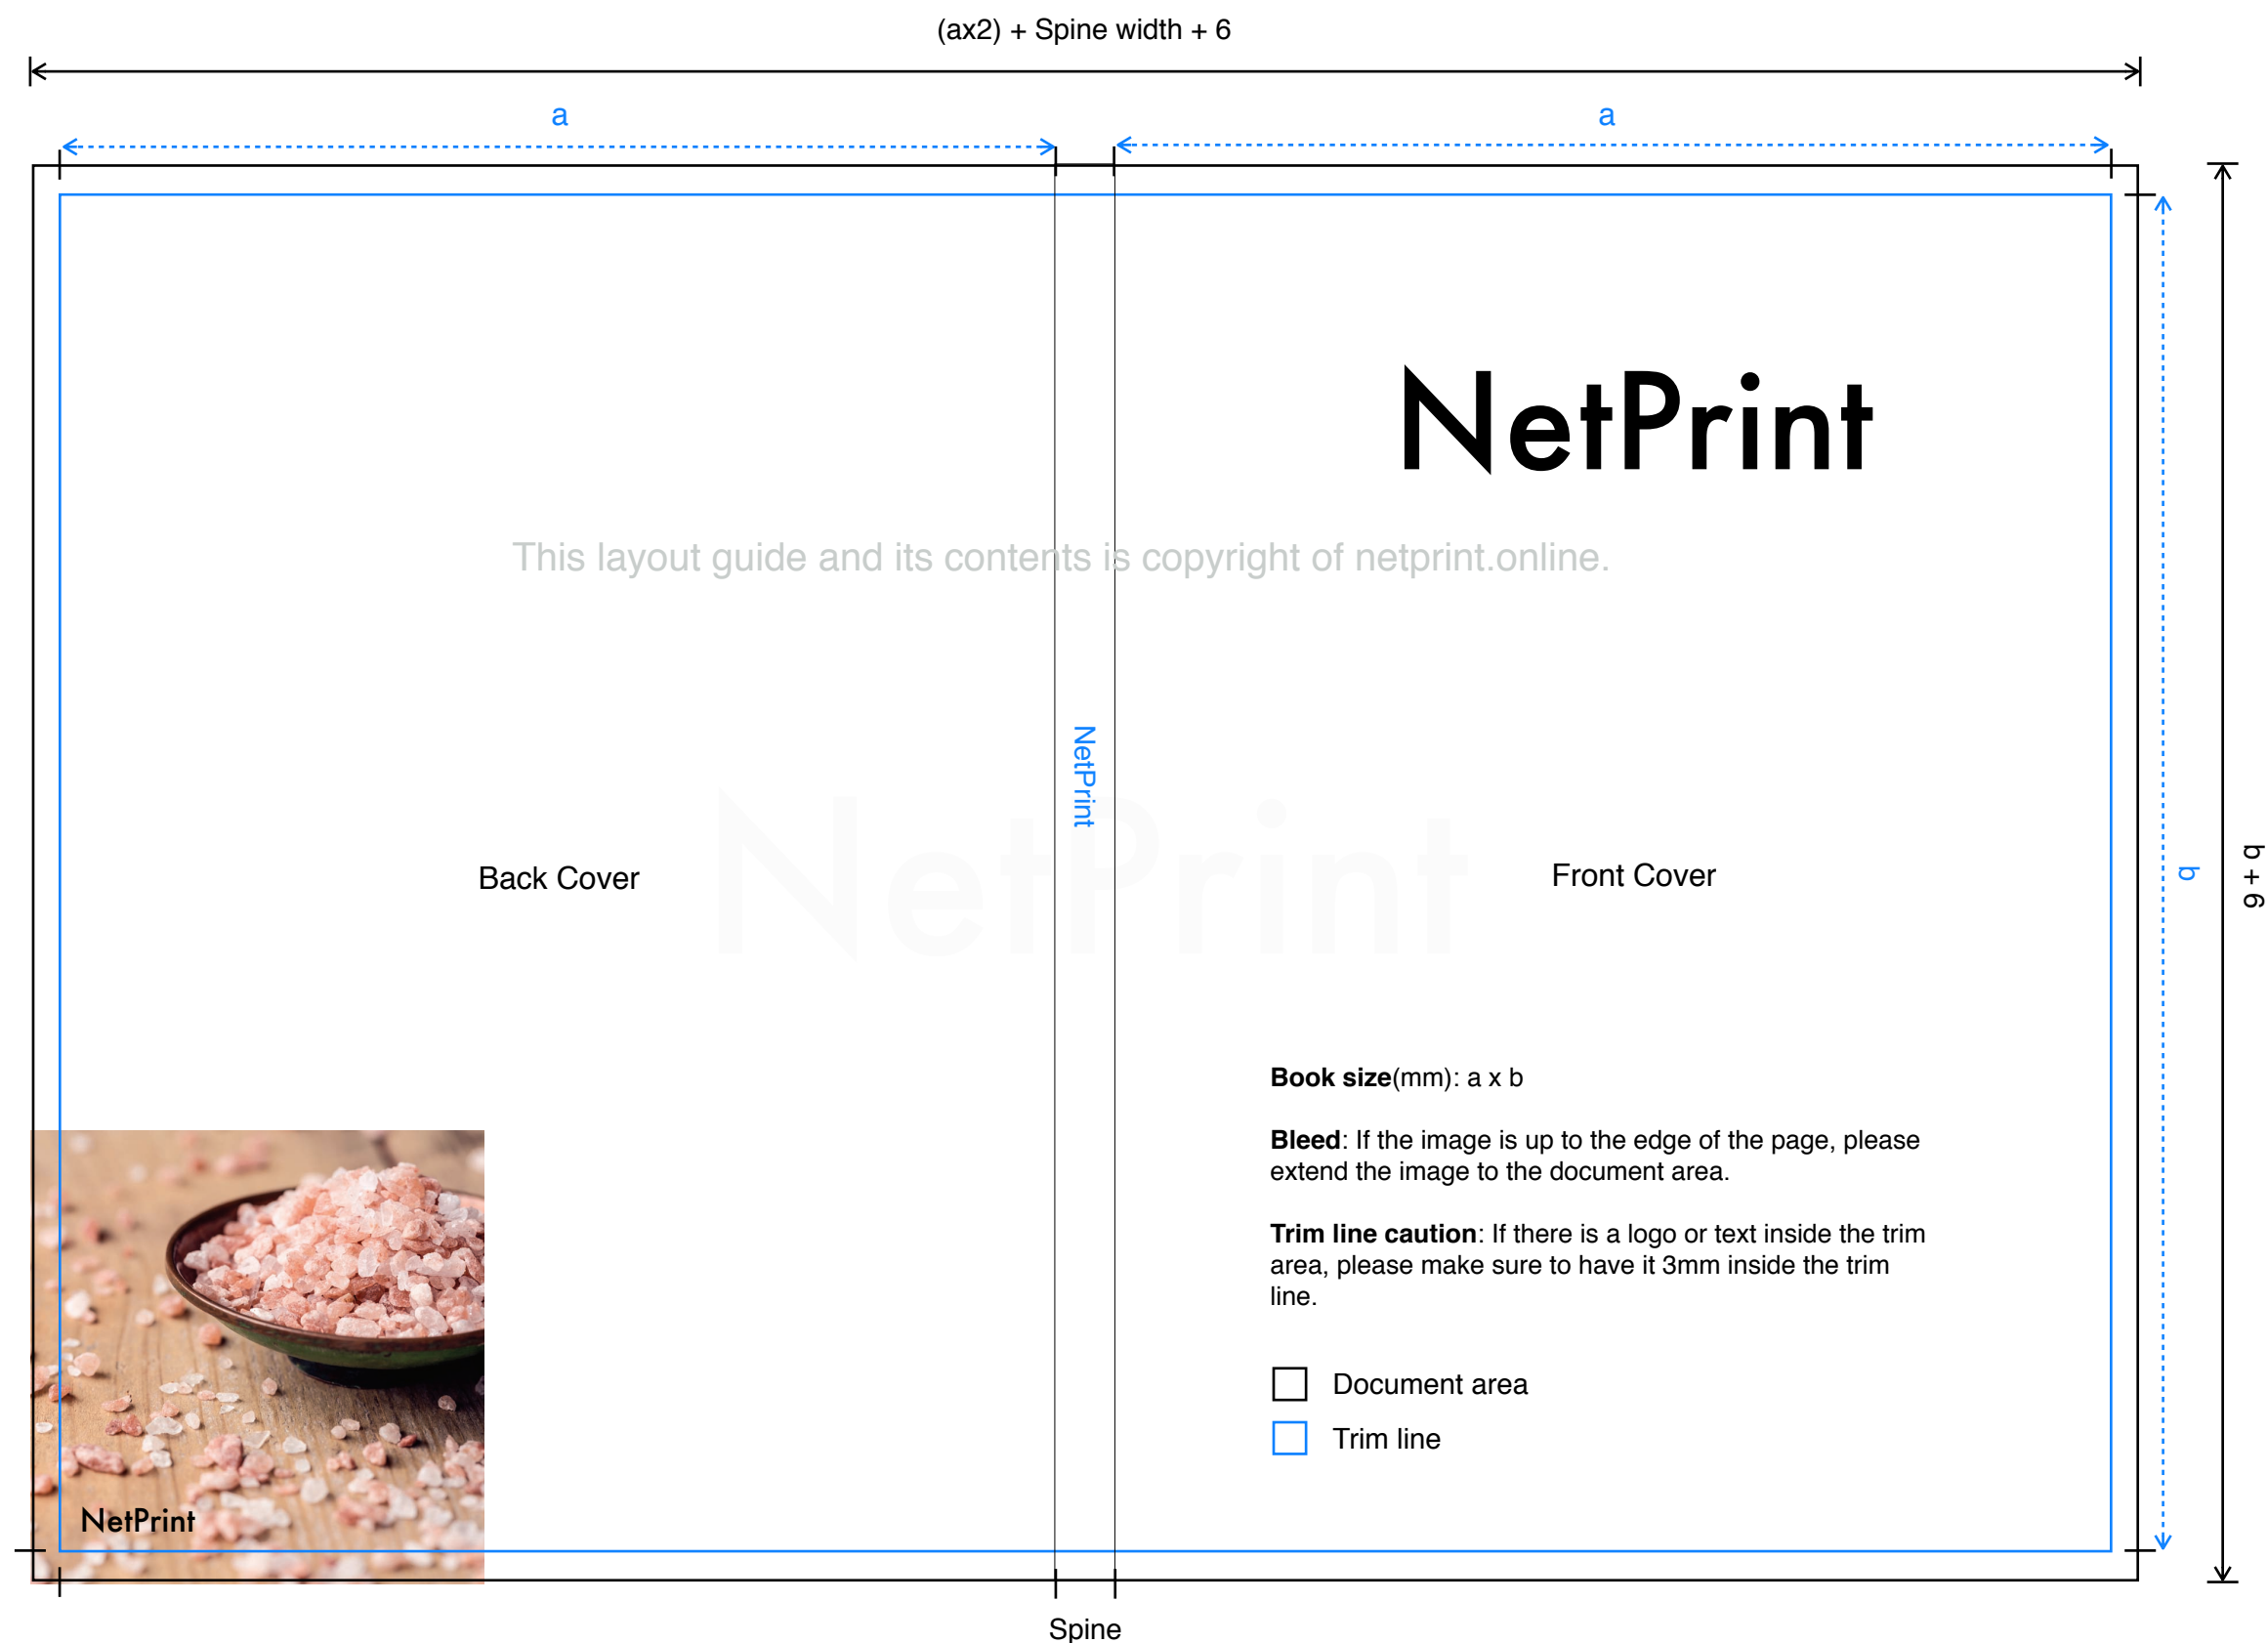 (ax2) + Spine width + 6
a
a
NetPrint
This layout guide and its contents is copyright of netprint.online.
NetPrint
NetPrint
Back Cover
Front Cover
b
b + 6
Book size(mm): a x b
Bleed: If the image is up to the edge of the page, please
extend the image to the document area.
Trim line caution: If there is a logo or text inside the trim
area, please make sure to have it 3mm inside the trim
line.
Document area
Trim line
NetPrint
Spine